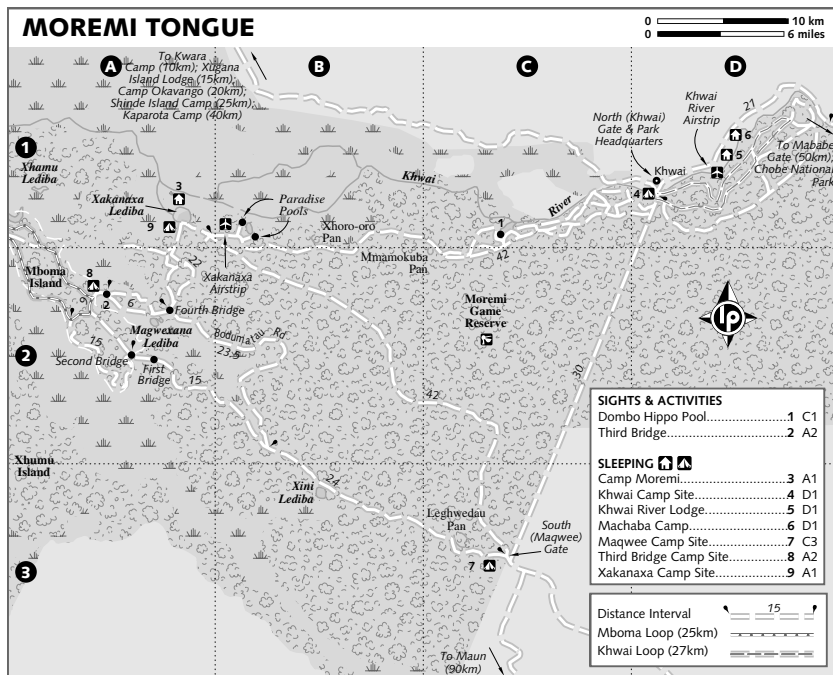 MOREMI TONGUE
0 10 km
0 6 miles
A
B
C
D
To Kwara
Camp (10km); Xugana
Island Lodge (15km);
Camp Okavango (20km);
Shinde Island Camp (25km);
Kaparota Camp (40km)
North (Khwai)
Gate & Park
Headquarters
Khwai
River
Airstrip
21
6
5
To Mababe
Gate (50km);
Chobe National
Park
1
Xhamu
Lediba
3
Xakanaxa
Lediba
9
Paradise
Pools
Khwai
River
Khwai
4
Xhoro-oro
Pan
1
42
Mmamokuba
Pan
Xakanaxa
Airstrip
22
Mboma
Island
8
2
6
9
Fourth Bridge
Magwexana
Lediba
Moremi
Game
Reserve
lp
2
15
Second Bridge
First
Bridge
15
Bodumatau Rd
23.5
42
30
Xhumu
Island
Xini
Lediba
24
Leghwedau
Pan
South
(Maqwee)
Gate
7
3
To Maun
(90km)
SIGHTS & ACTIVITIES
Dombo Hippo Pool.......................1 C1
Third Bridge..................................2 A2
SLEEPING
Camp Moremi..............................3 A1
Khwai Camp Site..........................4 D1
Khwai River Lodge.......................5 D1
Machaba Camp............................6 D1
Maqwee Camp Site......................7 C3
Third Bridge Camp Site................8 A2
Xakanaxa Camp Site....................9 A1
Distance Interval 15
Mboma Loop (25km)
Khwai Loop (27km)